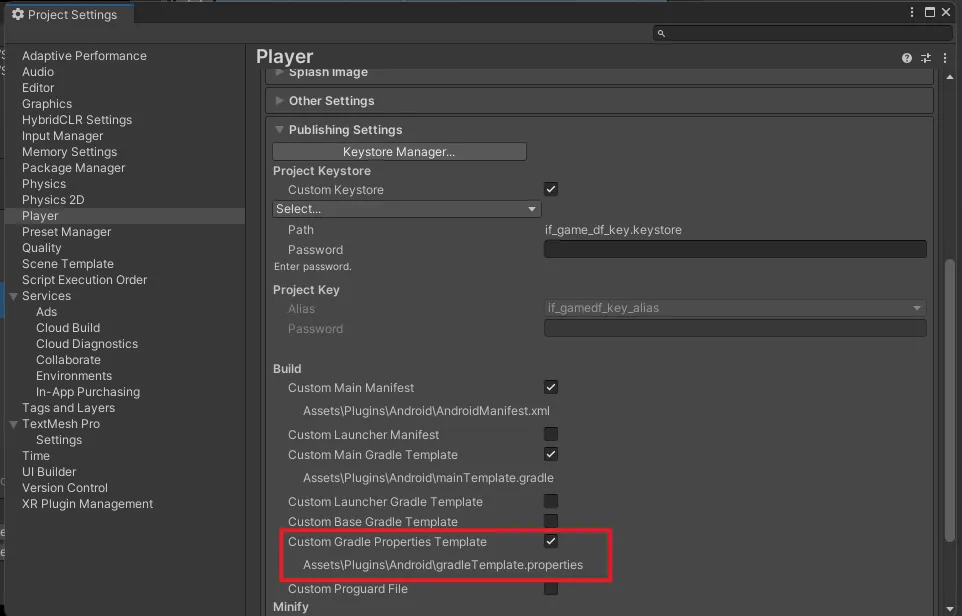 Project Settings
Adaptive Performance
Audio
Editor
Graphics
HybridCLR Settings
Input Manager
Memory Settings
Package Manager
Physics
Physics 2D
Player
Preset Manager
Quality
Scene Template
Script Execution Order
Services
Ads
Cloud Build
Cloud Diagnostics
Collaborate
Environments
In-App Purchasing
Tags and Layers
TextMesh Pro
Settings
Time
UI Builder
Version Control
XR Plugin Management
Player
Splash Image
Other Settings
Publishing Settings
Keystore Manager...
Project Keystore
Custom Keystore
Select...
Path if_game_df_key.keystore
Password
Enter password.
Project Key
Alias if_gamedf_key_alias
Password
Build
Custom Main Manifest
Assets\Plugins\Android\AndroidManifest.xml
Custom Launcher Manifest
Custom Main Gradle Template
Assets\Plugins\Android\mainTemplate.gradle
Custom Launcher Gradle Template
Custom Base Gradle Template
Custom Gradle Properties Template
Assets\Plugins\Android\gradleTemplate.properties
Custom Proguard File
Minify